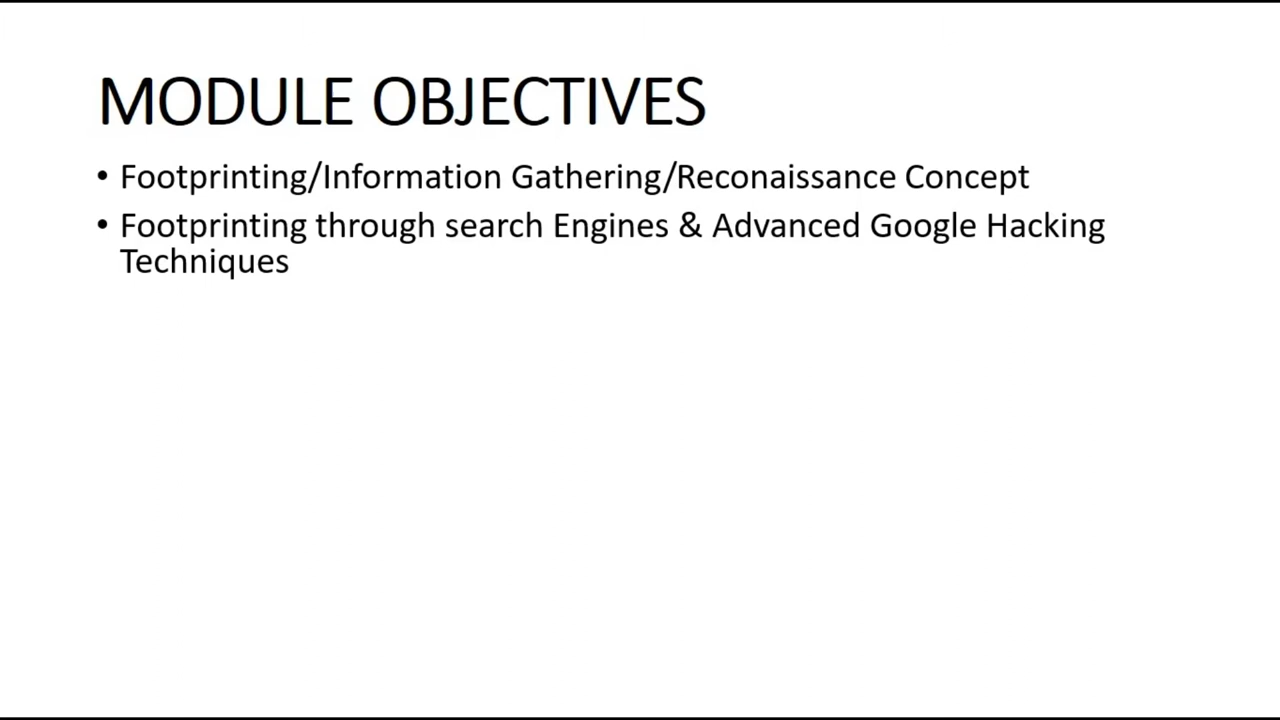 MODULE OBJECTIVES
• Footprinting/Information Gathering/Reconaissance Concept
• Footprinting through search Engines & Advanced Google Hacking
Techniques